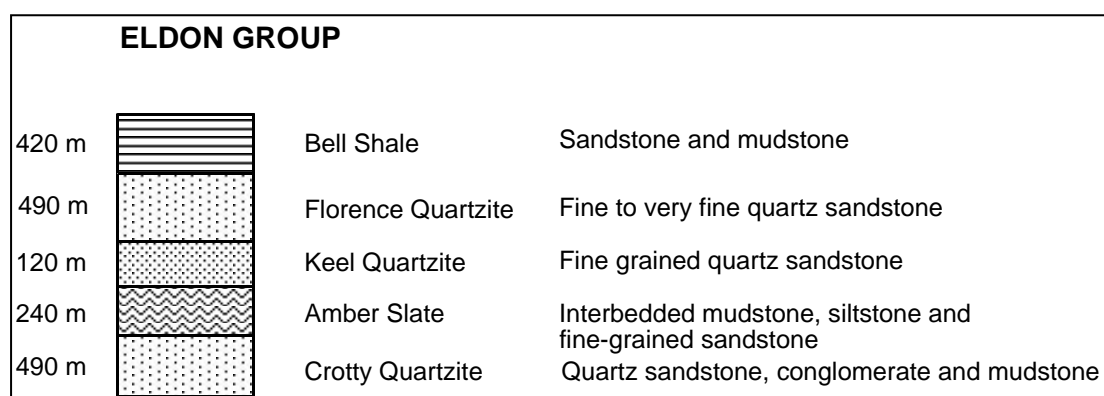 ELDON GROUP
420 m Bell Shale Sandstone and mudstone
490 m Florence Quartzite Fine to very fine quartz sandstone
120 m Keel Quartzite Fine grained quartz sandstone
240 m Amber Slate Interbedded mudstone, siltstone and
fine-grained sandstone
490 m Crotty Quartzite Quartz sandstone, conglomerate and mudstone